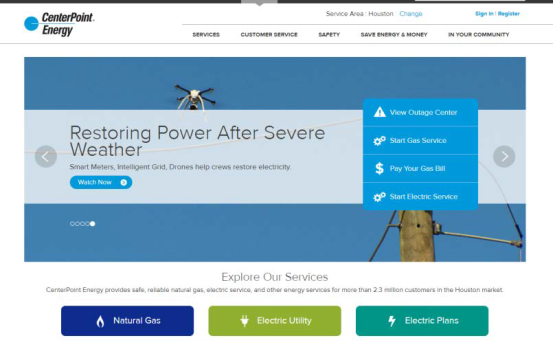 CenterPoint.
Energy
Service Area : Houston Change
Sign In | Register
SERVICES CUSTOMER SERVICE SAFETY SAVE ENERGY & MONEY IN YOUR COMMUNITY
Restoring Power After Severe
Weather
Smart Meters, Intelligent Grid, Drones help crews restore electricity.
Watch Now
View Outage Center
Start Gas Service
Pay Your Gas Bill
Start Electric Service
Explore Our Services
CenterPoint Energy provides safe, reliable natural gas, electric service, and other energy services for more than 2.3 million customers in the Houston market.
Natural Gas
Electric Utility
Electric Plans